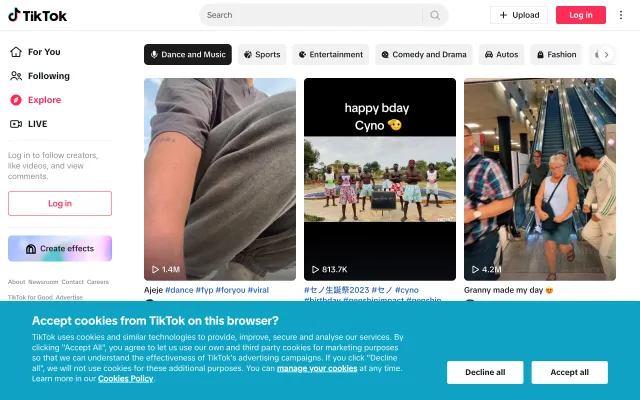 TikTok
Search
Upload
Log in
For You
Following
Explore
LIVE
Log in to follow creators,
like videos, and view
comments.
Log in
Create effects
About Newsroom Contact Careers
TikTok for Good Advertise
Dance and Music
Sports
Entertainment
Comedy and Drama
Autos
Fashion
1.4M
Ajeje #dance #fyp #foryou #viral
happy bday
Cyno
813.7K
#セノ生誕祭2023 #セノ #cyno
#birthday #genshinimpact #genshin
4.2M
Granny made my day 😍
Accept cookies from TikTok on this browser?
TikTok uses cookies and similar technologies to provide, improve, secure and analyse our services. By
clicking "Accept All", you agree to let us use our own and third party cookies for marketing purposes
so that we can understand the effectiveness of TikTok's advertising campaigns. If you click "Decline
all", we will not use cookies for these additional purposes. You can manage your cookies at any time.
Learn more in our Cookies Policy.
Decline all
Accept all